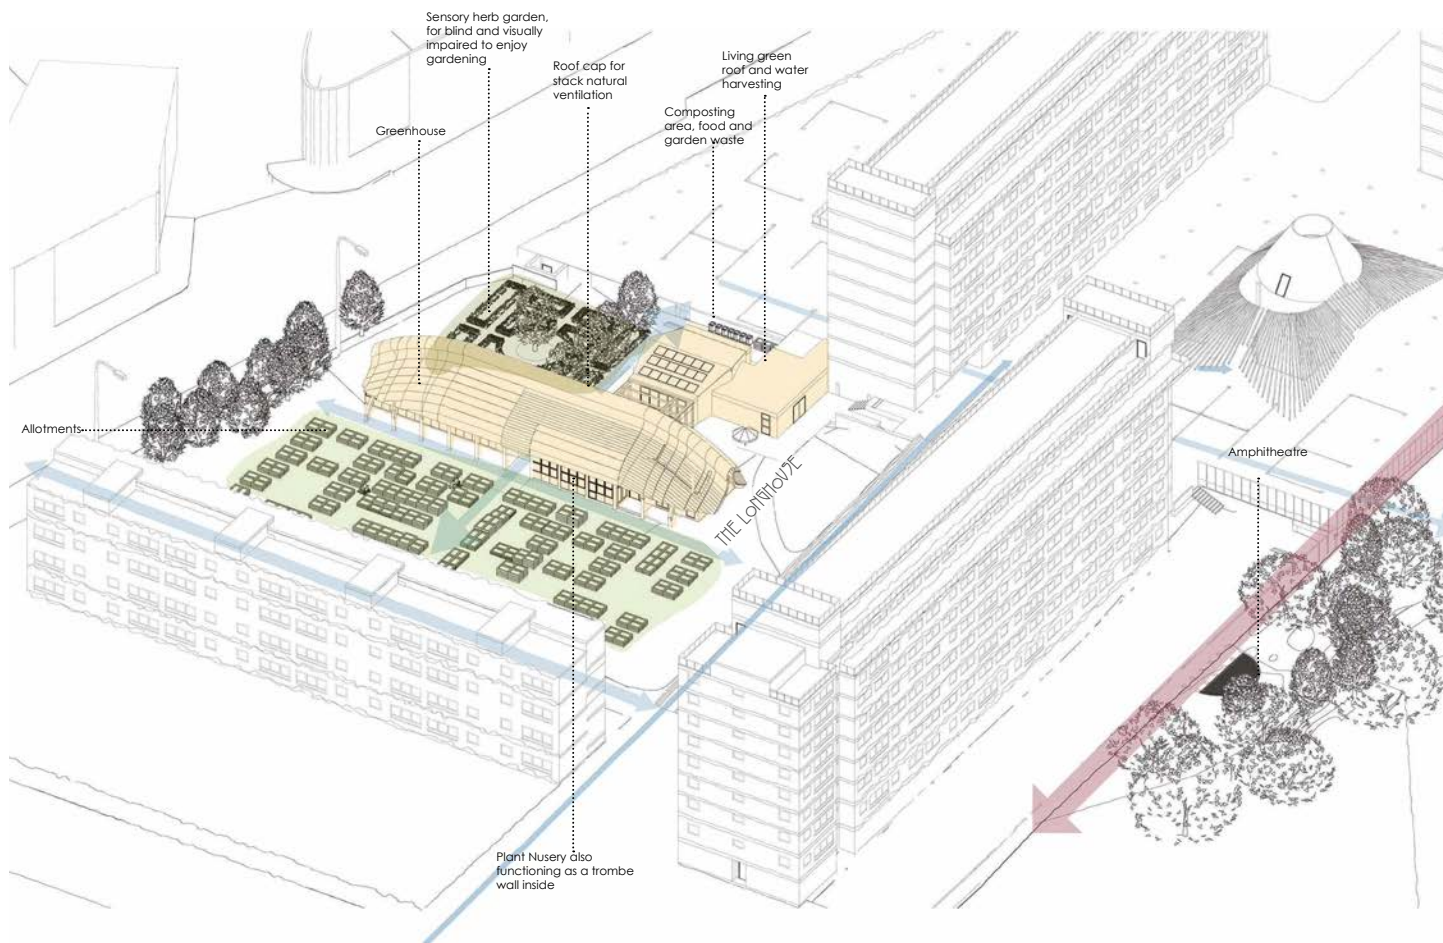 Sensory herb garden,
for blind and visually
impaired to enjoy
gardening
Roof cap for
stack natural
ventilation
Living green
roof and water
harvesting
Composting
area, food and
garden waste
Greenhouse
Allotments
Amphitheatre
THE LONGHOUSE
Plant Nusery also
functioning as a trombe
wall inside